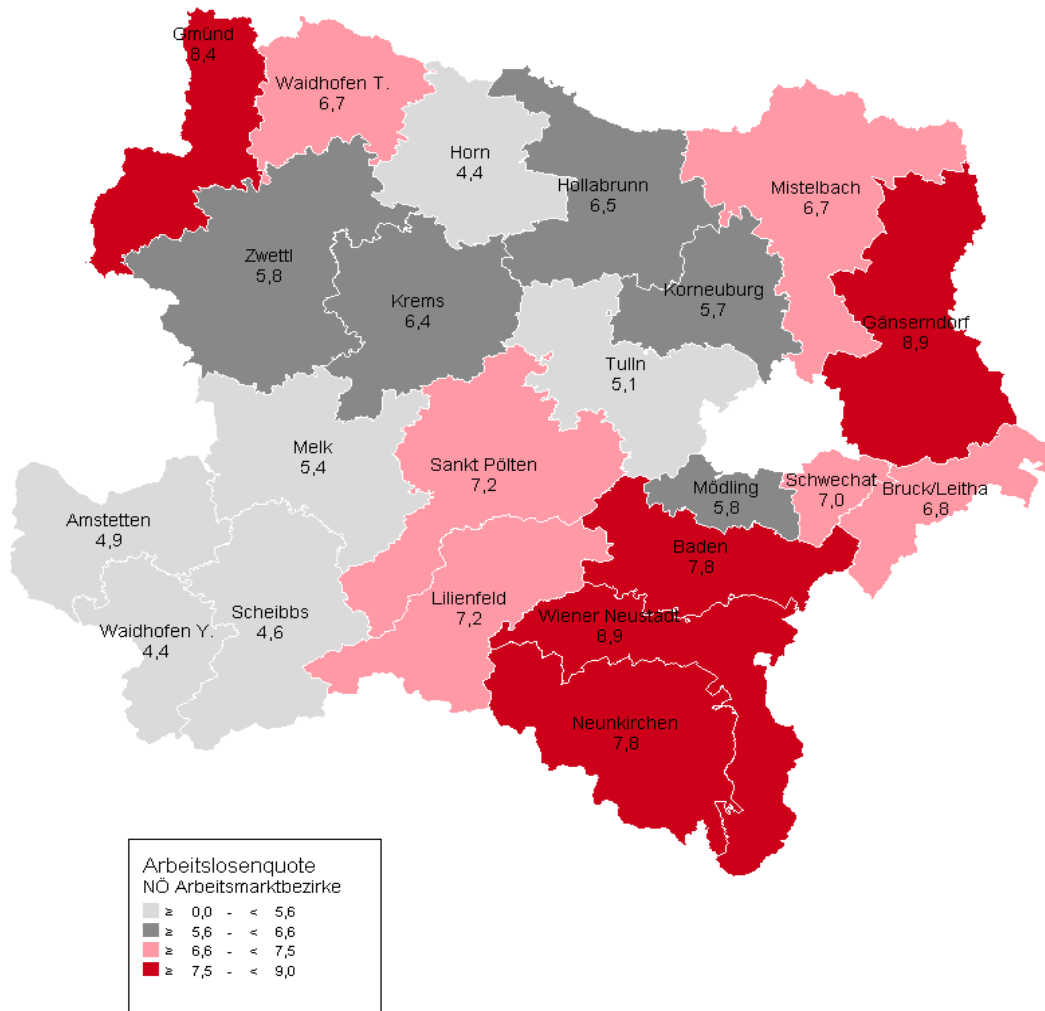 Gmünd
8,4
Waidhofen T.
6,7
Horn
4,4
Hollabrunn
6,5
Mistelbach
6,7
Zwettl
5,8
Krems
6,4
Korneuburg
5,7
Gänserndorf
8,9
Tulln
5,1
Melk
5,4
Sankt Pölten
7,2
Mödling
5,8
Schwechat
7,0
Bruck/Leitha
6,8
Amstetten
4,9
Baden
7,8
Scheibbs
4,6
Lilienfeld
7,2
Waidhofen Y.
4,4
Wiener Neustadt
8,9
Neunkirchen
7,8
Arbeitslosenquote
NÖ Arbeitsmarktbezirke
≥ 0,0 - < 5,6
≥ 5,6 - < 6,6
≥ 6,6 - < 7,5
≥ 7,5 - < 9,0